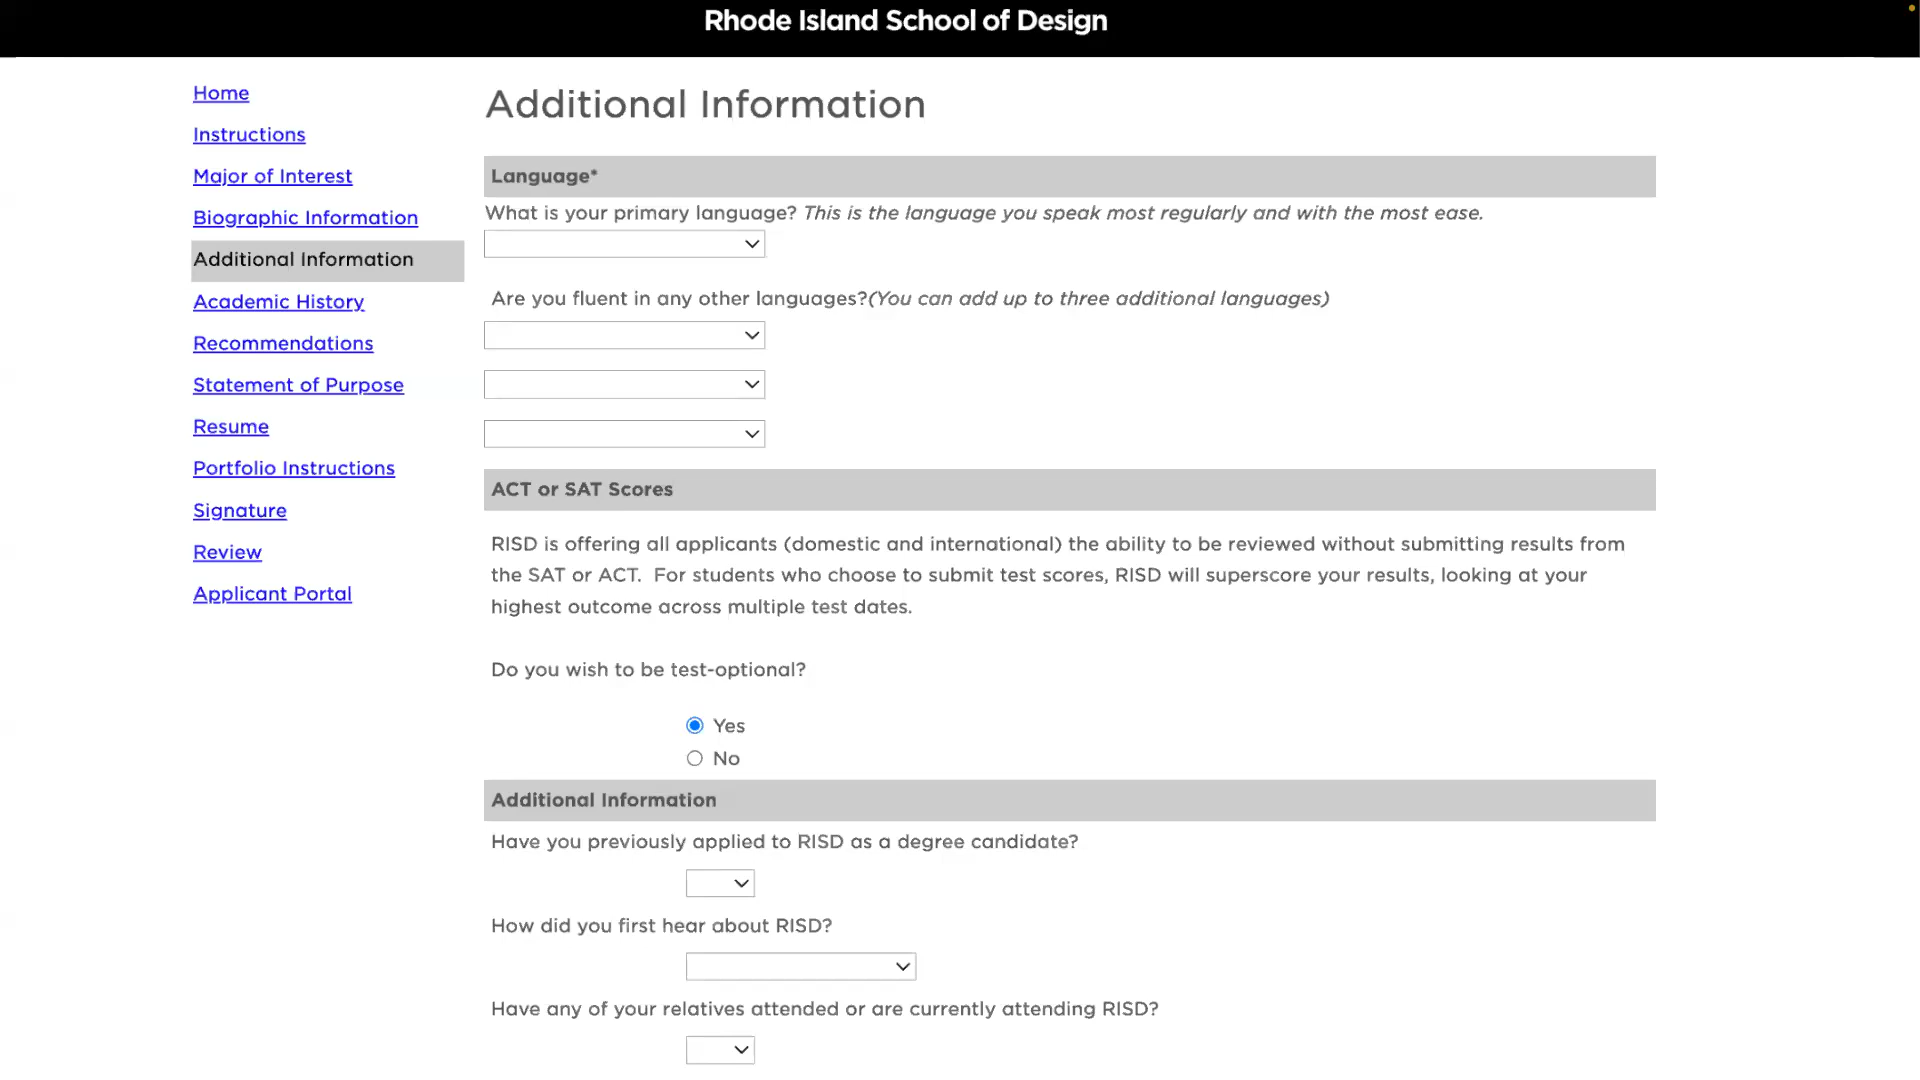 Rhode Island School of Design
Home
Instructions
Major of Interest
Biographic Information
Additional Information
Academic History
Recommendations
Statement of Purpose
Resume
Portfolio Instructions
Signature
Review
Applicant Portal
Additional Information
Language*
What is your primary language? This is the language you speak most regularly and with the most ease.
Are you fluent in any other languages?(You can add up to three additional languages)
ACT or SAT Scores
RISD is offering all applicants (domestic and international) the ability to be reviewed without submitting results from
the SAT or ACT. For students who choose to submit test scores, RISD will superscore your results, looking at your
highest outcome across multiple test dates.
Do you wish to be test-optional?
Yes
No
Additional Information
Have you previously applied to RISD as a degree candidate?
How did you first hear about RISD?
Have any of your relatives attended or are currently attending RISD?